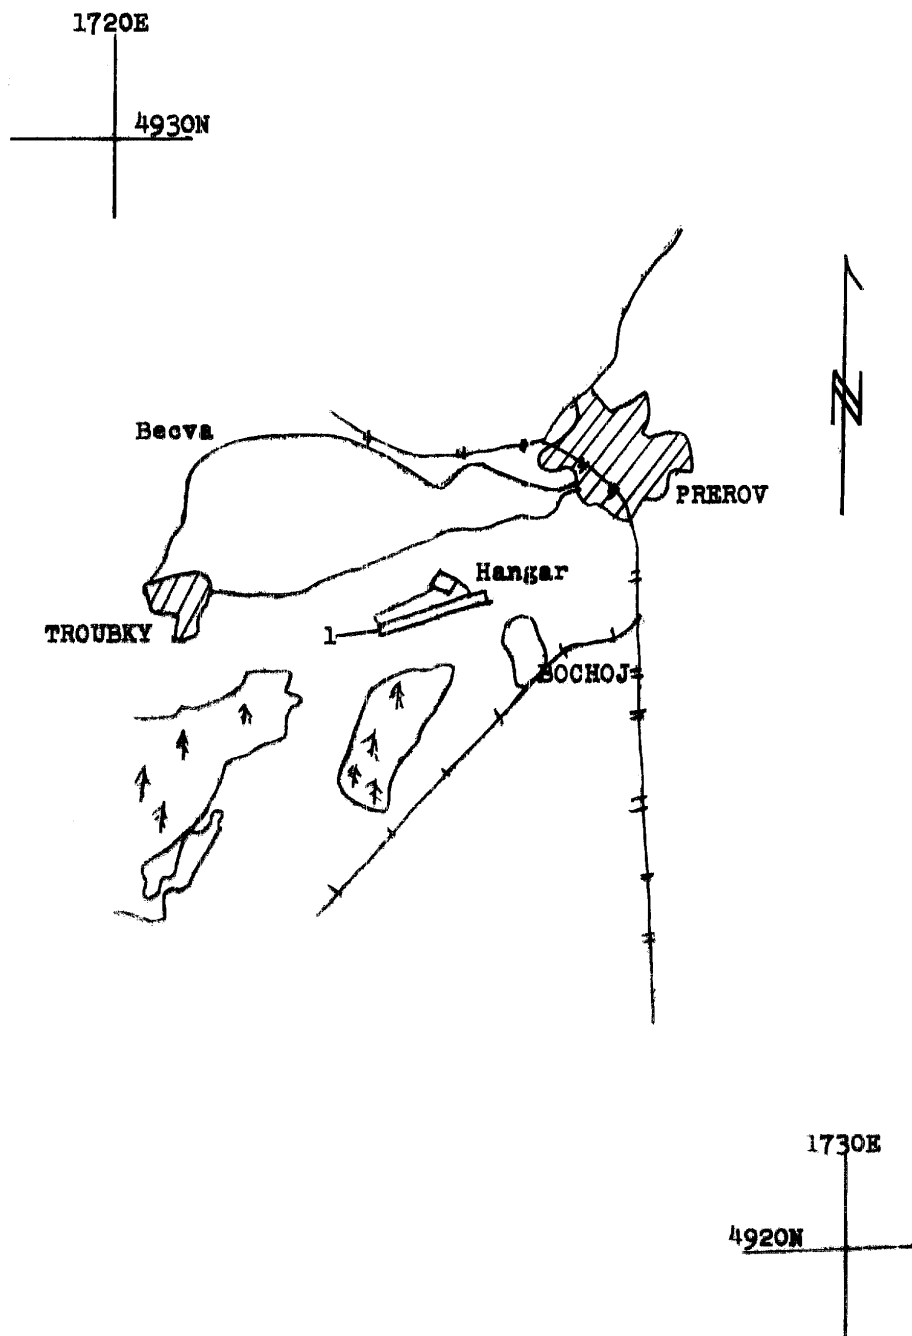 1720E
4930N
Becva
PREROV
Hangar
TROUBKY
1
BOCHOJ
N
1730E
4920N